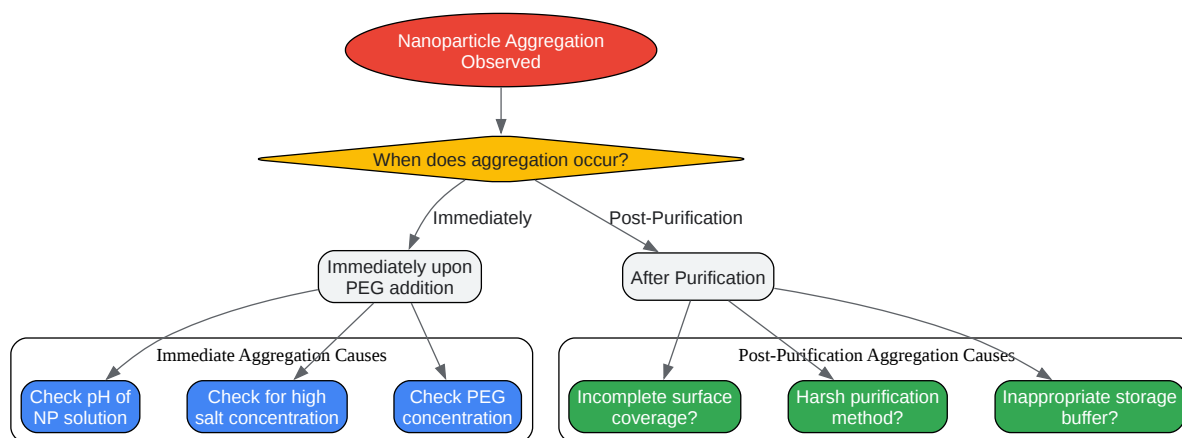 Nanoparticle Aggregation
Observed
When does aggregation occur?
Immediately
Post-Purification
Immediately upon
PEG addition
After Purification
Immediate Aggregation Causes
Post-Purification Aggregation Causes
Check pH of
NP solution
Check for high
salt concentration
Check PEG
concentration
Incomplete surface
coverage?
Harsh purification
method?
Inappropriate storage
buffer?